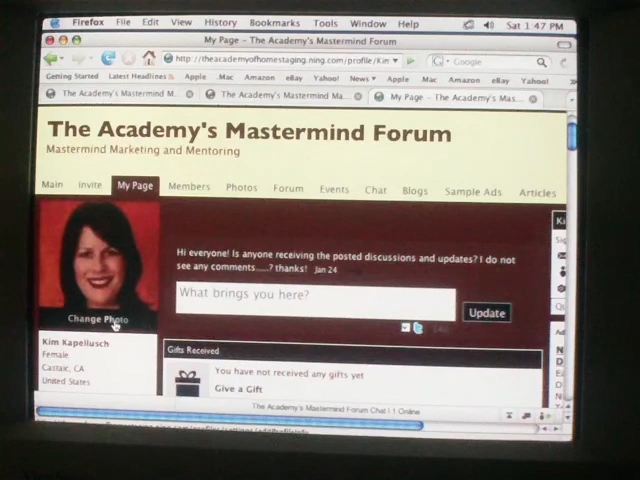 Firefox File Edit View History Bookmarks Tools Window Help Sat 1:47 PM
My Page – The Academy's Mastermind Forum
http://theacademyofhomestaging.ning.com/profile/Kim Google
Getting Started Latest Headlines Apple .Mac Amazon eBay Yahoo! News Apple .Mac Amazon eBay Yahoo!
The Academy's Mastermind M... The Academy's Mastermind Ma... My Page – The Academy's Mas...
The Academy's Mastermind Forum
Mastermind Marketing and Mentoring
Main Invite My Page Members Photos Forum Events Chat Blogs Sample Ads Articles
Hi everyone! Is anyone receiving the posted discussions and updates? I do not
see any comments.....? thanks! Jan 24
What brings you here?
Update
140
Change Photo
Kim Kapellusch
Female
Castaic, CA
United States
Gifts Received
You have not received any gifts yet
Give a Gift
The Academy's Mastermind Forum Chat | 1 Online